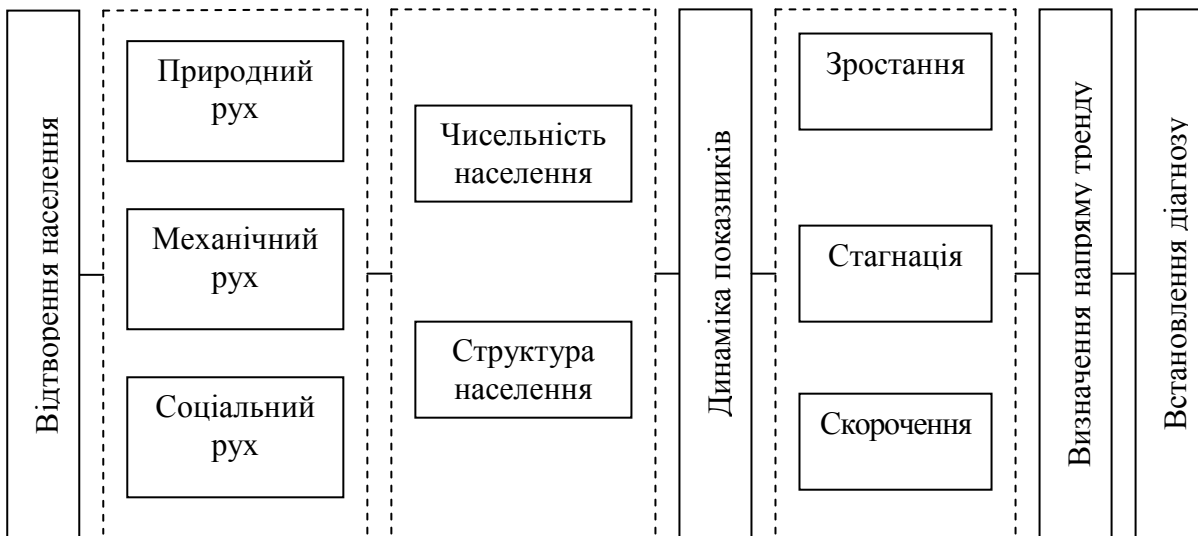 Відтворення населення
Природний
рух
Механічний
рух
Соціальний
рух
Чисельність
населення
Структура
населення
Динаміка показників
Зростання
Стагнація
Скорочення
Визначення напряму тренду
Встановлення діагнозу